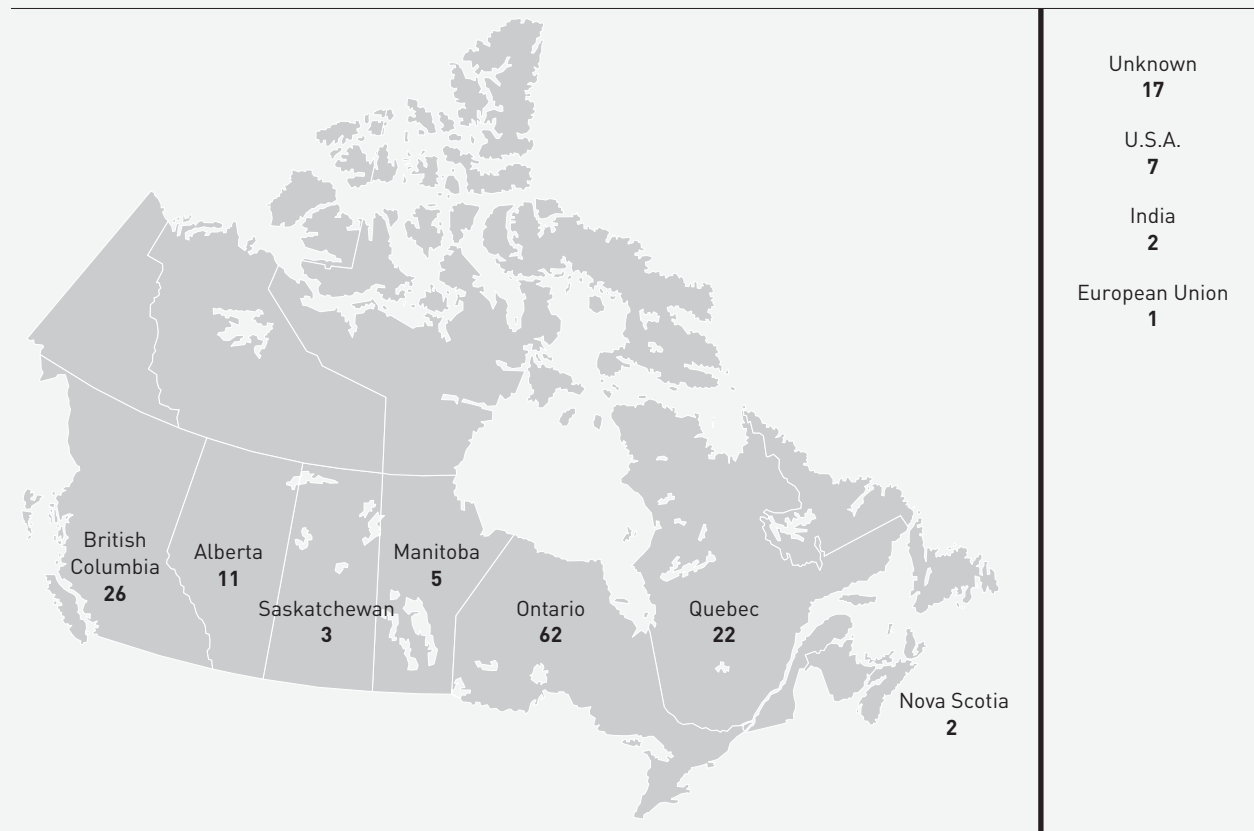 British
Columbia
26
Alberta
11
Saskatchewan
3
Manitoba
5
Ontario
62
Quebec
22
Nova Scotia
2
Unknown
17
U.S.A.
7
India
2
European Union
1